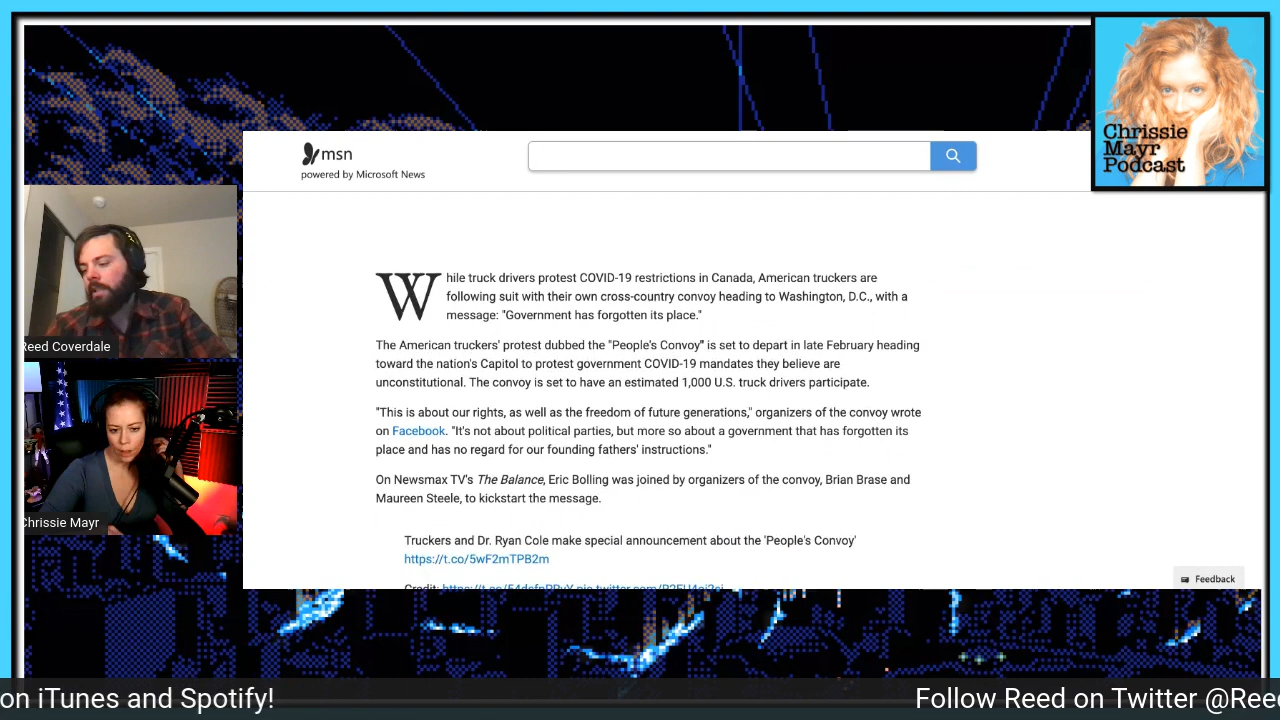 msn
powered by Microsoft News
Chrissie
Mayr
Podcast
While truck drivers protest COVID-19 restrictions in Canada, American truckers are
following suit with their own cross-country convoy heading to Washington, D.C., with a
message: "Government has forgotten its place."
The American truckers' protest dubbed the "People's Convoy" is set to depart in late February heading
toward the nation's Capitol to protest government COVID-19 mandates they believe are
unconstitutional. The convoy is set to have an estimated 1,000 U.S. truck drivers participate.
"This is about our rights, as well as the freedom of future generations," organizers of the convoy wrote
on Facebook. "It's not about political parties, but more so about a government that has forgotten its
place and has no regard for our founding fathers' instructions."
On Newsmax TV's The Balance, Eric Bolling was joined by organizers of the convoy, Brian Brase and
Maureen Steele, to kickstart the message.
Truckers and Dr. Ryan Cole make special announcement about the 'People's Convoy'
https://t.co/5wF2mTPB2m
Credit:
Feedback
Reed Coverdale
Chrissie Mayr
on iTunes and Spotify!
Follow Reed on Twitter @Ree